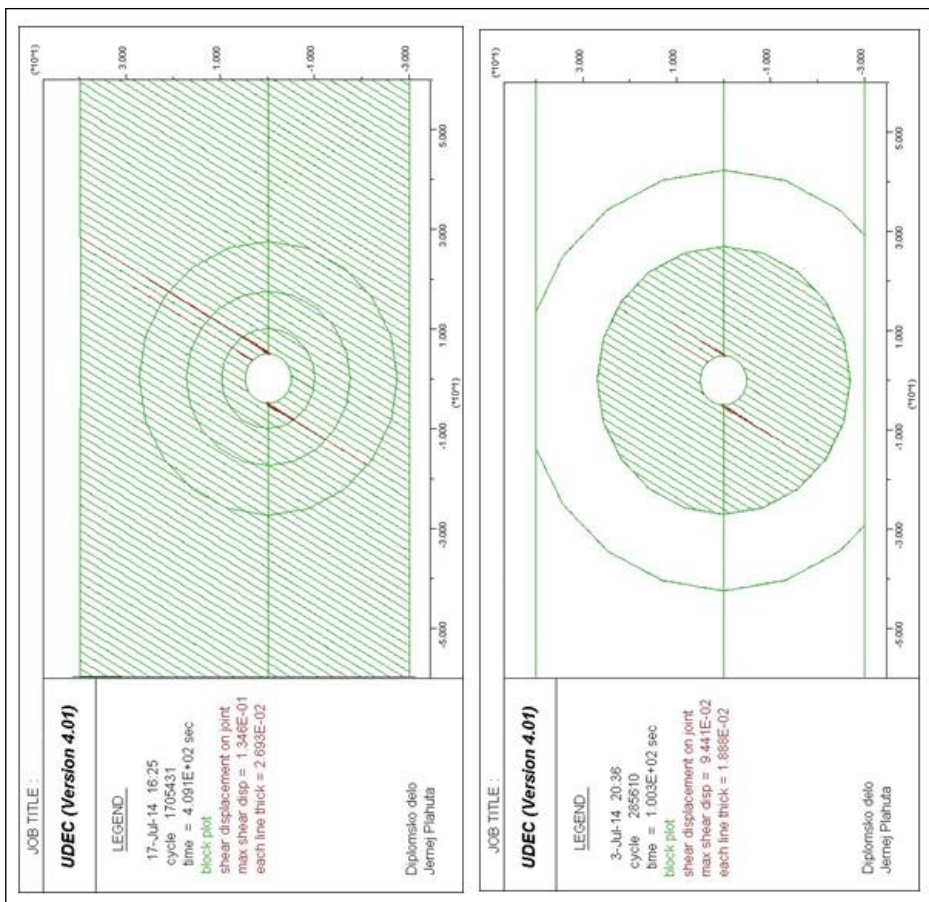 JOB TITLE :
UDEC (Version 4.01)
LEGEND
17-Jul-14 16:25
cycle 1705431
time = 4.091E+02 sec
block plot
shear displacement on joint
max shear disp = 1.346E-01
each line thick = 2.693E-02
Diplomsko delo
Jernej Plahuta
(*10^1)
3.000
1.000
-1.000
-3.000
-5.000
-3.000
-1.000
1.000
3.000
5.000
(*10^1)
JOB TITLE :
UDEC (Version 4.01)
LEGEND
3-Jul-14 20:36
cycle 285610
time = 1.003E+02 sec
block plot
shear displacement on joint
max shear disp = 9.441E-02
each line thick = 1.888E-02
Diplomsko delo
Jernej Plahuta
(*10^1)
3.000
1.000
-1.000
-3.000
-5.000
-3.000
-1.000
1.000
3.000
5.000
(*10^1)